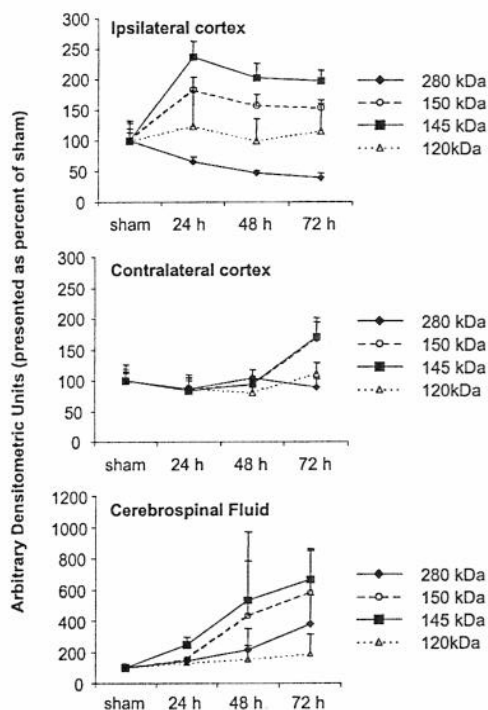 Arbitrary Densitometric Units (presented as percent of sham)
Ipsilateral cortex
300
250
200
150
100
50
0
sham 24 h 48 h 72 h
280 kDa
150 kDa
145 kDa
120kDa
Contralateral cortex
300
250
200
150
100
50
0
sham 24 h 48 h 72 h
280 kDa
150 kDa
145 kDa
120kDa
Cerebrospinal Fluid
1200
1000
800
600
400
200
0
sham 24 h 48 h 72 h
280 kDa
150 kDa
145 kDa
120kDa